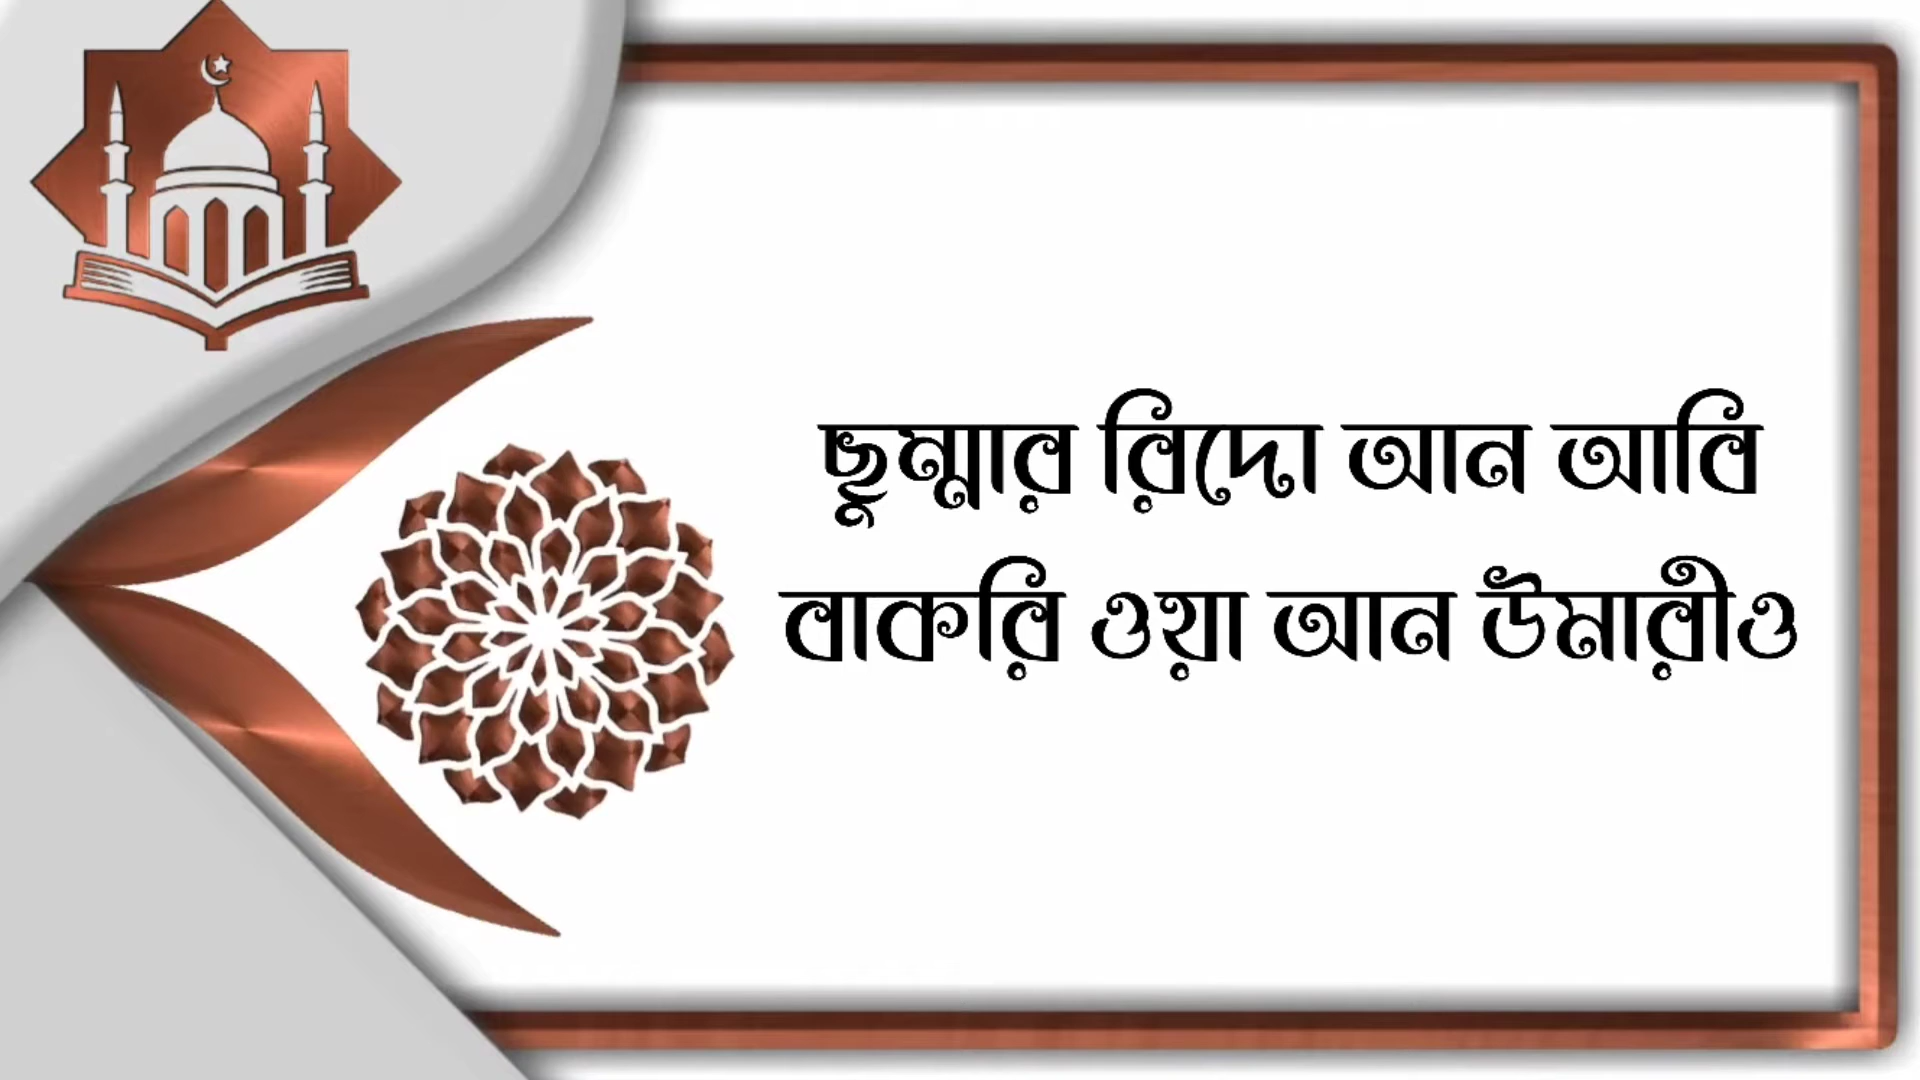 ছুম্মার রিদো আন আবি
বাকরি ওয়া আন উমারীও